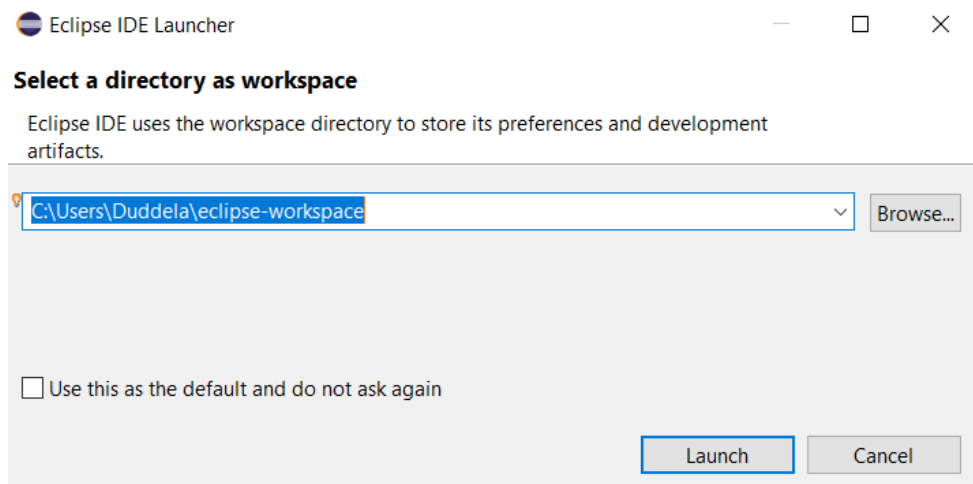 Eclipse IDE Launcher
Select a directory as workspace
Eclipse IDE uses the workspace directory to store its preferences and development
artifacts.
C:\Users\Duddela\eclipse-workspace
Browse...
Use this as the default and do not ask again
Launch
Cancel